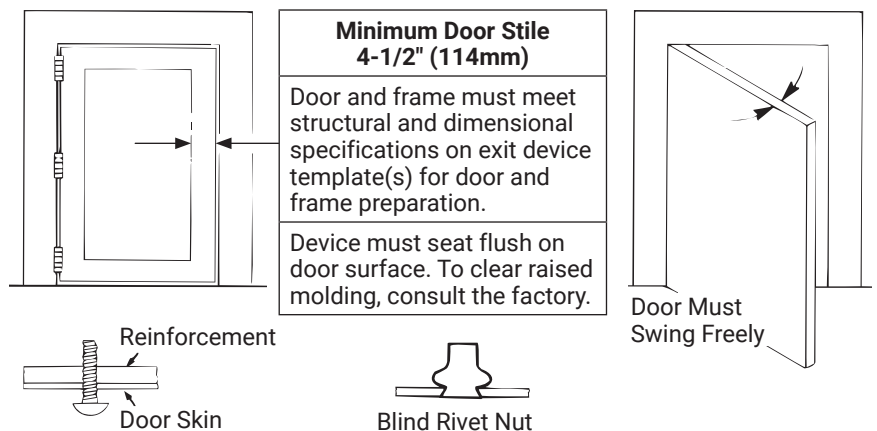 Minimum Door Stile
4-1/2" (114mm)
Door and frame must meet
structural and dimensional
specifications on exit device
template(s) for door and
frame preparation.
Device must seat flush on
door surface. To clear raised
molding, consult the factory.
Door Must
Swing Freely
Reinforcement
Door Skin
Blind Rivet Nut